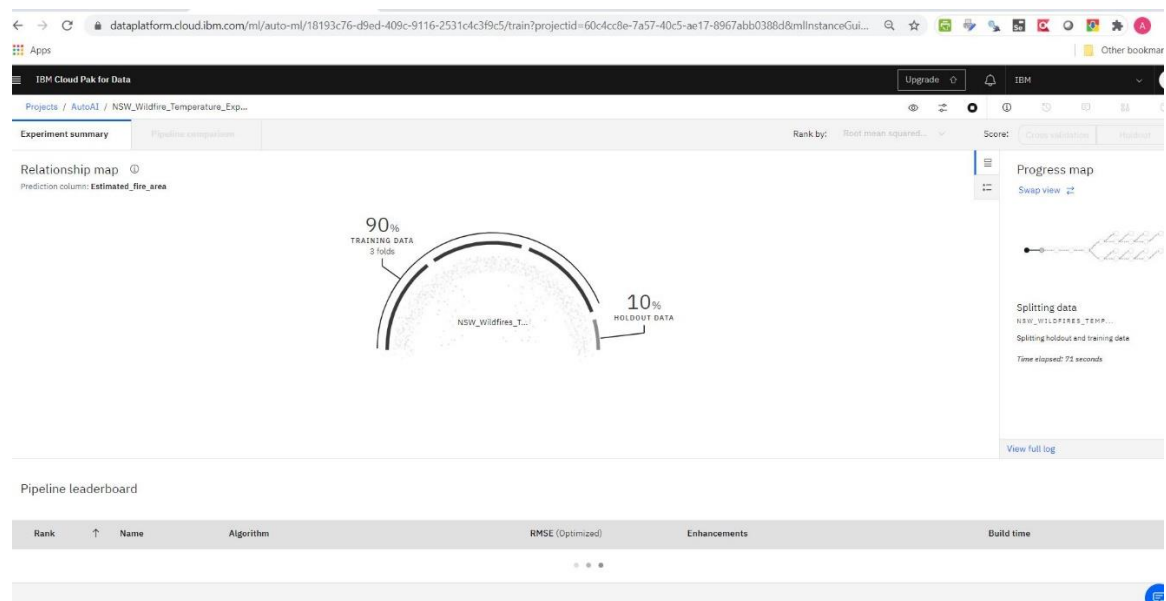 dataplatform.cloud.ibm.com/ml/auto-ml/18193c76-d9ed-409c-9116-2531c4c3f9c5/train?projectid=60c4cc8e-7a57-40c5-ae17-8967abb0388d&mlInstanceGui...
Apps
Other bookmar
IBM Cloud Pak for Data
Upgrade
IBM
Projects / AutoAI / NSW_Wildfire_Temperature_Exp...
Experiment summary
Pipeline comparison
Rank by: Root mean squared...
Score: Cross validation Holdout
Relationship map
Prediction column: Estimated_fire_area
90%
TRAINING DATA
3 folds
NSW_Wildfires_T...
10%
HOLDOUT DATA
Progress map
Swap view
Splitting data
NSW_WILDFIRES_TEMP...
Splitting holdout and training data
Time elapsed: 71 seconds
View full log
Pipeline leaderboard
Rank Name Algorithm RMSE (Optimized) Enhancements Build time